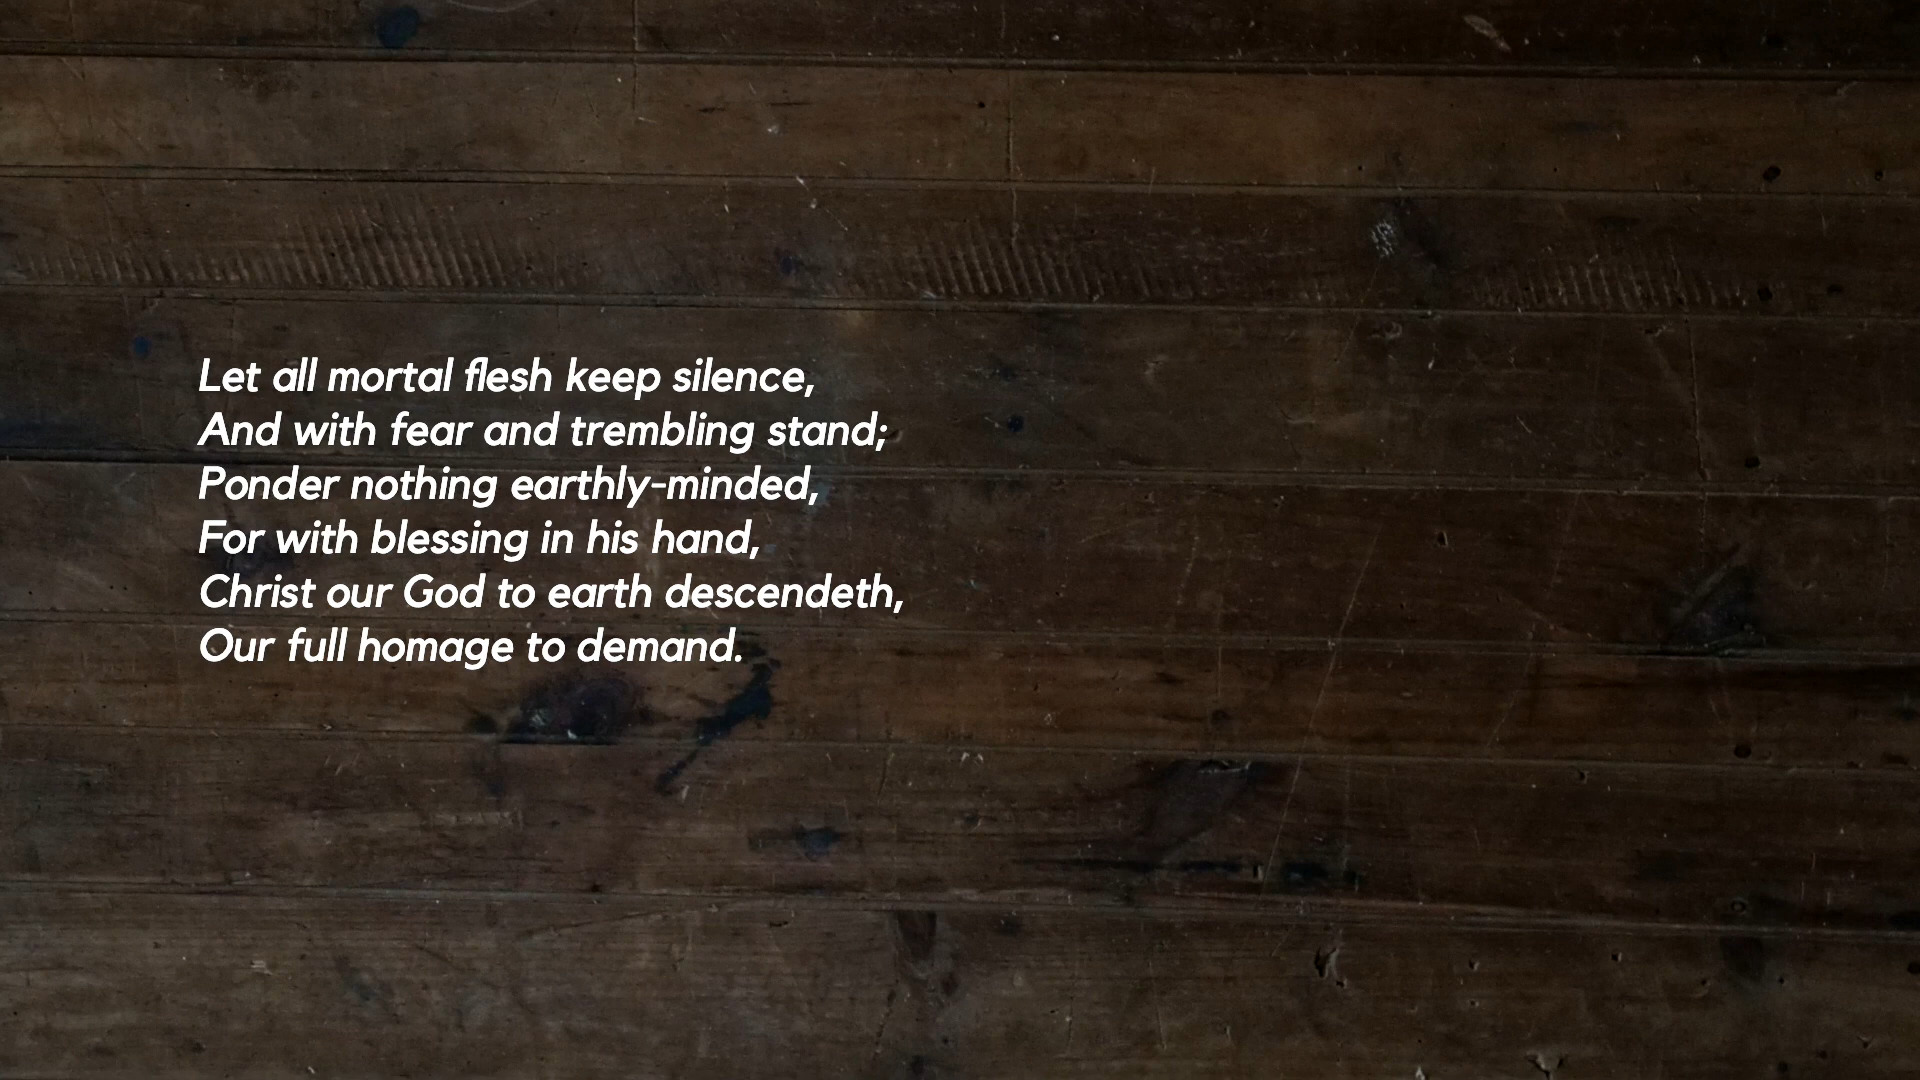 Let all mortal flesh keep silence,
And with fear and trembling stand;
Ponder nothing earthly-minded,
For with blessing in his hand,
Christ our God to earth descendeth,
Our full homage to demand.